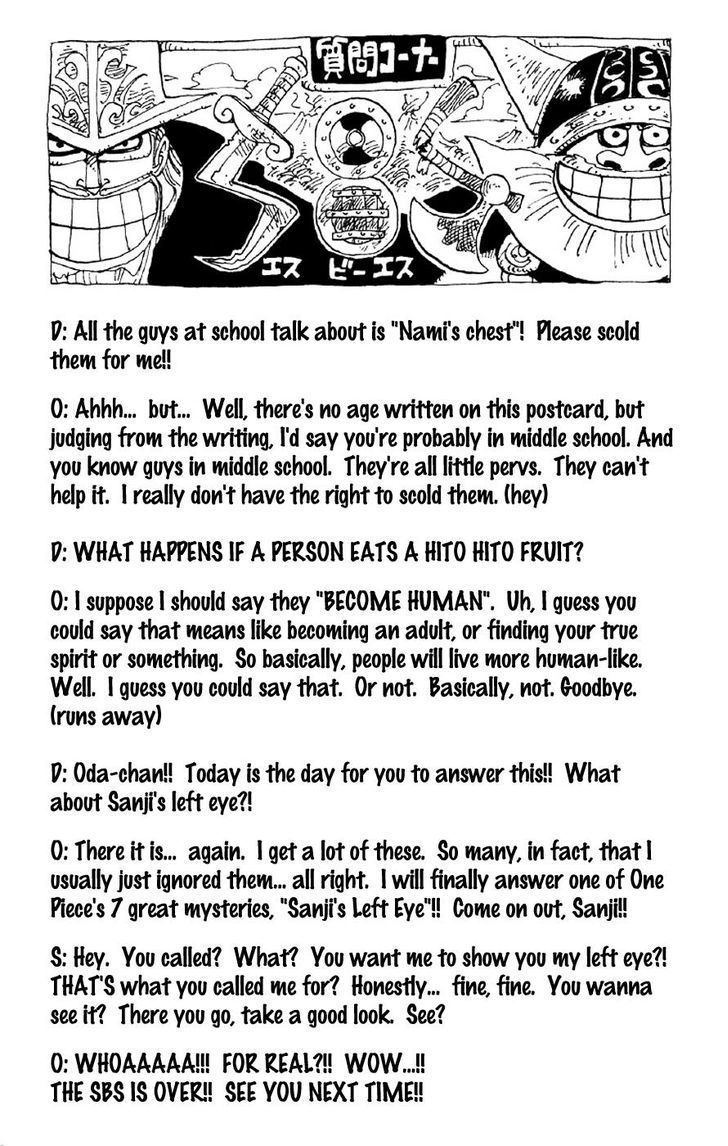 質問コーナー
エス ビーエス
D: All the guys at school talk about is "Nami's chest"! Please scold
them for me!!
O: Ahhh... but... Well, there's no age written on this postcard, but
judging from the writing, I'd say you're probably in middle school. And
you know guys in middle school. They're all little pervs. They can't
help it. I really don't have the right to scold them. (hey)
D: WHAT HAPPENS IF A PERSON EATS A HITO HITO FRUIT?
O: I suppose I should say they "BECOME HUMAN". Uh, I guess you
could say that means like becoming an adult, or finding your true
spirit or something. So basically, people will live more human-like.
Well. I guess you could say that. Or not. Basically, not. Goodbye.
(runs away)
D: Oda-chan!! Today is the day for you to answer this!! What
about Sanji's left eye?!
O: There it is... again. I get a lot of these. So many, in fact, that I
usually just ignored them... all right. I will finally answer one of One
Piece's 7 great mysteries, "Sanji's Left Eye"!! Come on out, Sanji!!
S: Hey. You called? What? You want me to show you my left eye?!
THAT'S what you called me for? Honestly... fine, fine. You wanna
see it? There you go, take a good look. See?
O: WHOAAAAA!!! FOR REAL?!! WOW...!!
THE SBS IS OVER!! SEE YOU NEXT TIME!!